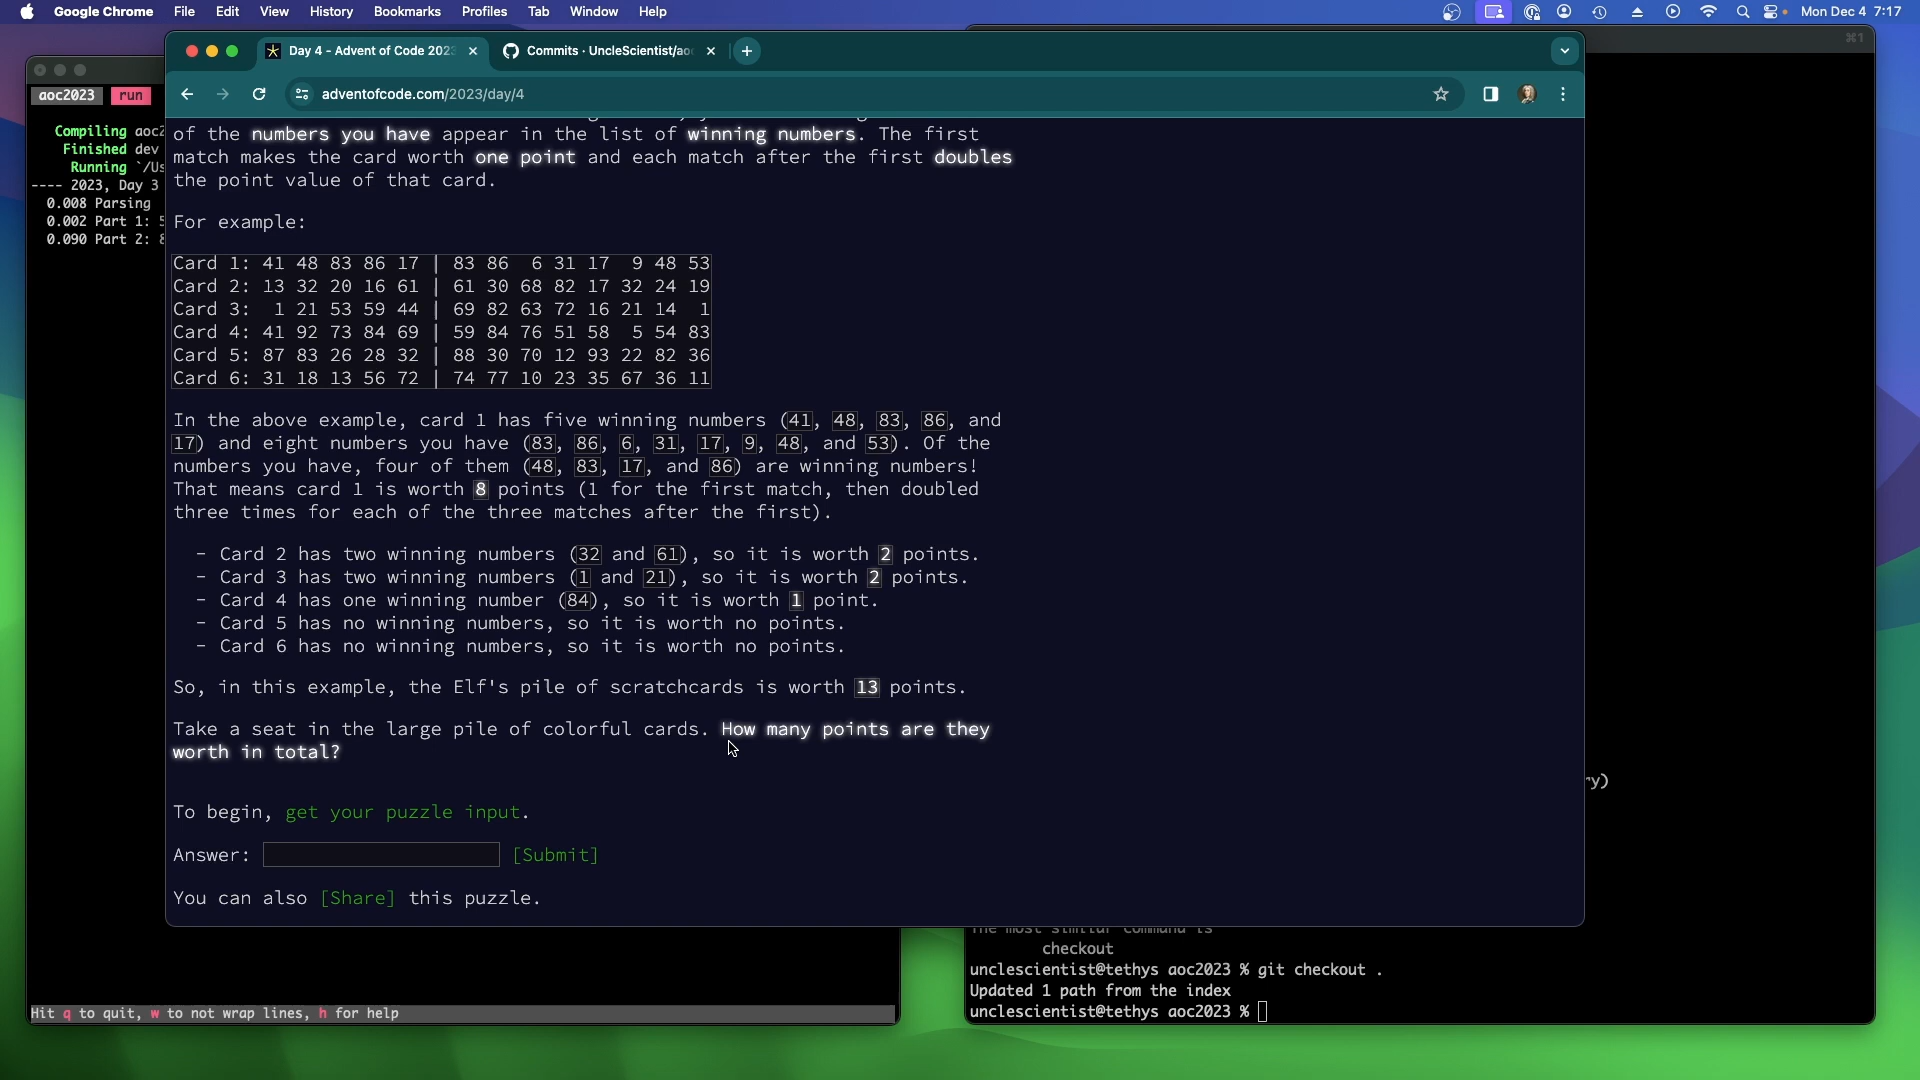 Google Chrome File Edit View History Bookmarks Profiles Tab Window Help Mon Dec 4 7:17
⌘1
Day 4 - Advent of Code 202
Commits · UncleScientist/ao
adventofcode.com/2023/day/4
aoc2023 run
Compiling aoc2
Finished dev
Running `/Us
---- 2023, Day 3
0.008 Parsing
0.002 Part 1: 5
0.090 Part 2: 8
of the numbers you have appear in the list of winning numbers. The first
match makes the card worth one point and each match after the first doubles
the point value of that card.
For example:
Card 1: 41 48 83 86 17 | 83 86  6 31 17  9 48 53
Card 2: 13 32 20 16 61 | 61 30 68 82 17 32 24 19
Card 3:  1 21 53 59 44 | 69 82 63 72 16 21 14  1
Card 4: 41 92 73 84 69 | 59 84 76 51 58  5 54 83
Card 5: 87 83 26 28 32 | 88 30 70 12 93 22 82 36
Card 6: 31 18 13 56 72 | 74 77 10 23 35 67 36 11
In the above example, card 1 has five winning numbers (41, 48, 83, 86, and
17) and eight numbers you have (83, 86, 6, 31, 17, 9, 48, and 53). Of the
numbers you have, four of them (48, 83, 17, and 86) are winning numbers!
That means card 1 is worth 8 points (1 for the first match, then doubled
three times for each of the three matches after the first).
- Card 2 has two winning numbers (32 and 61), so it is worth 2 points.
- Card 3 has two winning numbers (1 and 21), so it is worth 2 points.
- Card 4 has one winning number (84), so it is worth 1 point.
- Card 5 has no winning numbers, so it is worth no points.
- Card 6 has no winning numbers, so it is worth no points.
So, in this example, the Elf's pile of scratchcards is worth 13 points.
Take a seat in the large pile of colorful cards. How many points are they
worth in total?
To begin, get your puzzle input.
Answer: [Submit]
You can also [Share] this puzzle.
ry)
The most similar command is
checkout
unclescientist@tethys aoc2023 % git checkout .
Updated 1 path from the index
unclescientist@tethys aoc2023 %
Hit q to quit, w to not wrap lines, h for help